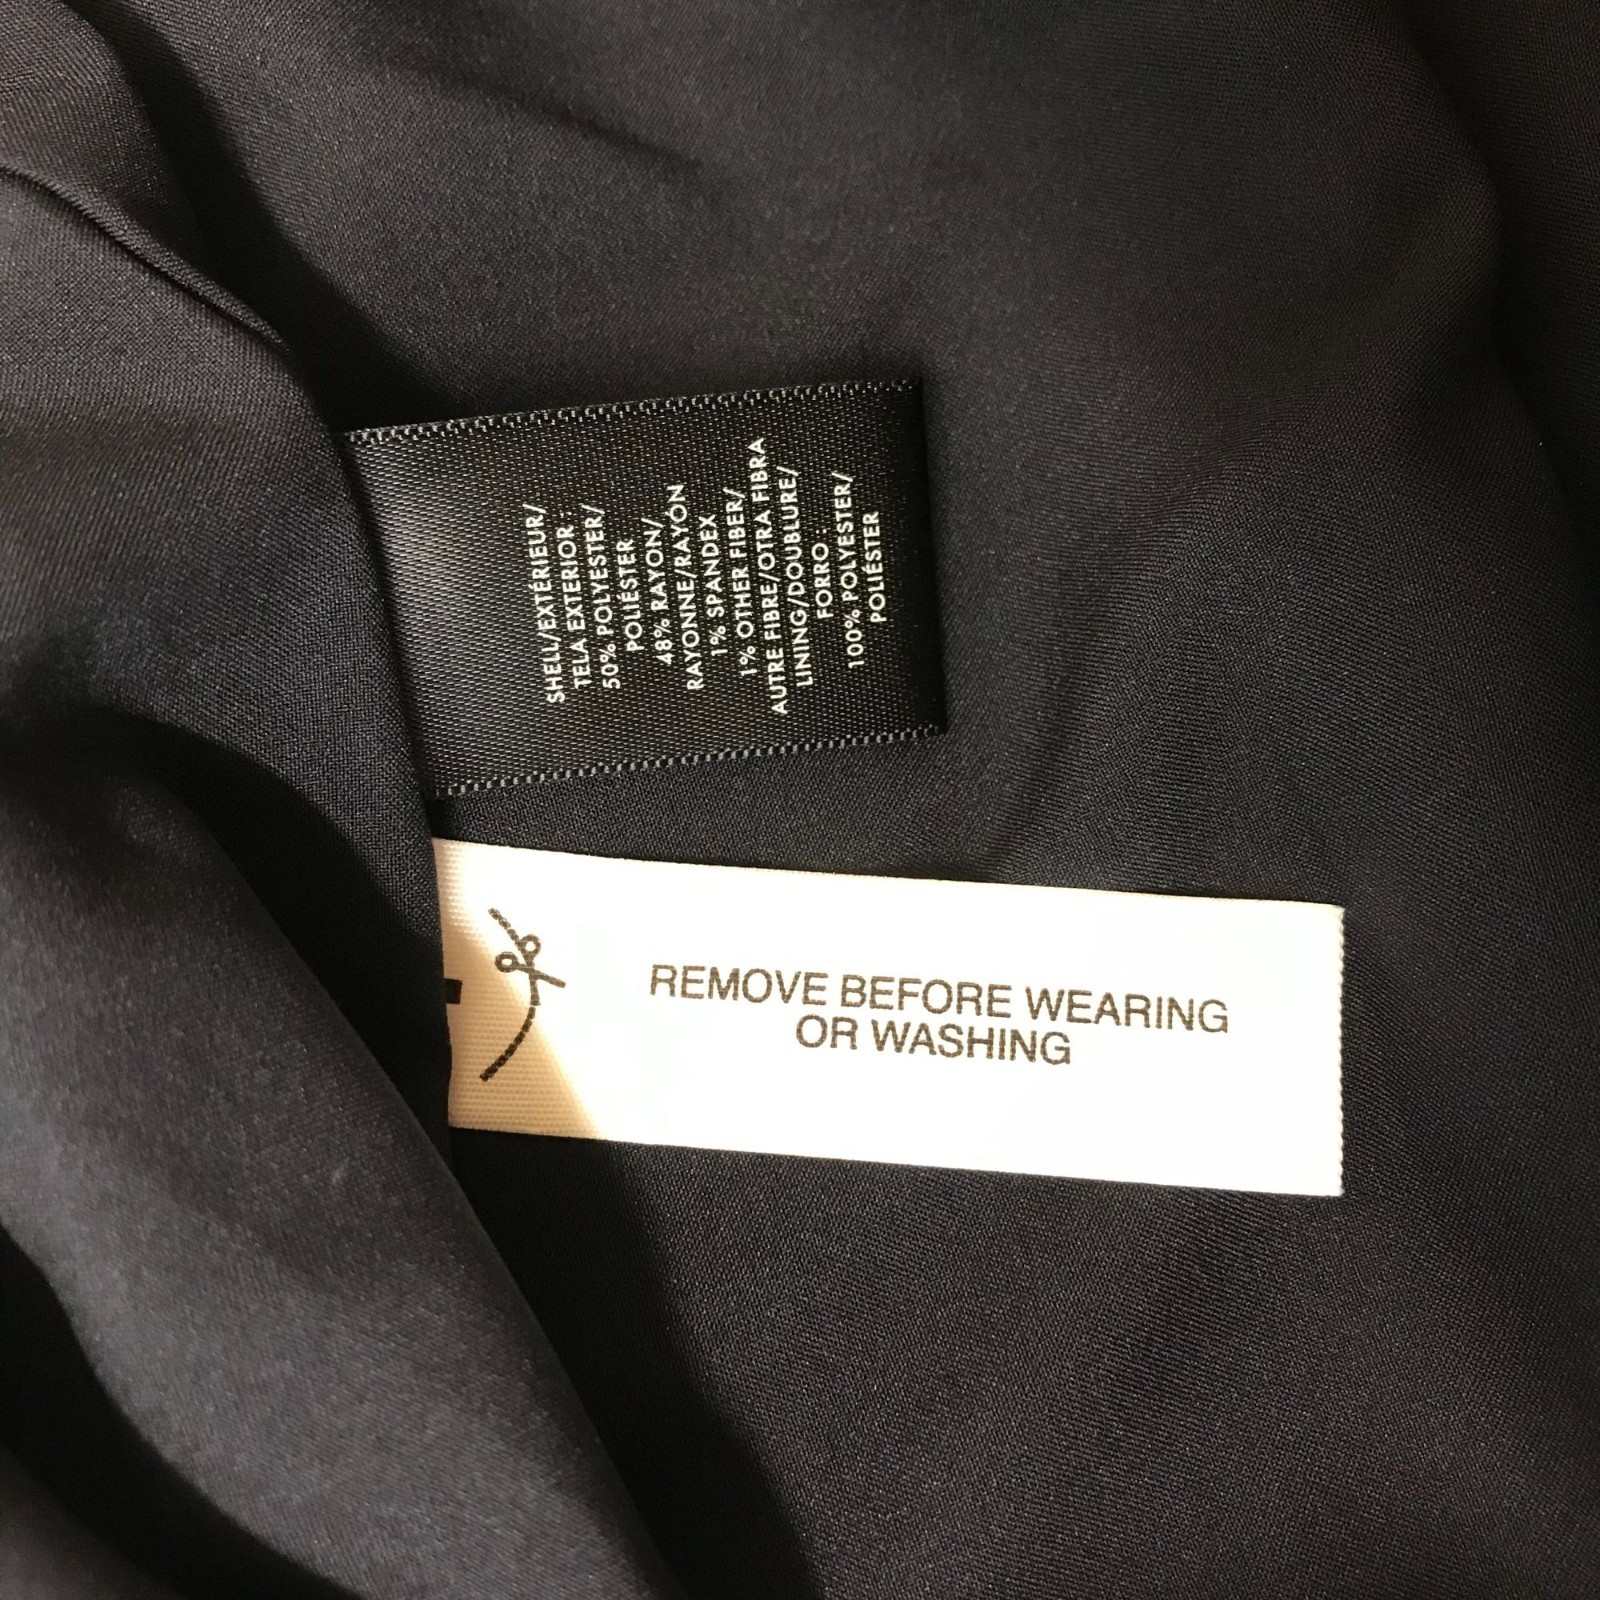 SHELL/EXTÉRIEUR/
TELA EXTERIOR :
50% POLYESTER/
POLIÉSTER
48% RAYON/
RAYONNE/RAYÓN
1% SPANDEX
1% OTHER FIBER/
AUTRE FIBRE/OTRA FIBRA
LINING/DOUBLURE/
FORRO:
100% POLYESTER/
POLIÉSTER
REMOVE BEFORE WEARING
OR WASHING